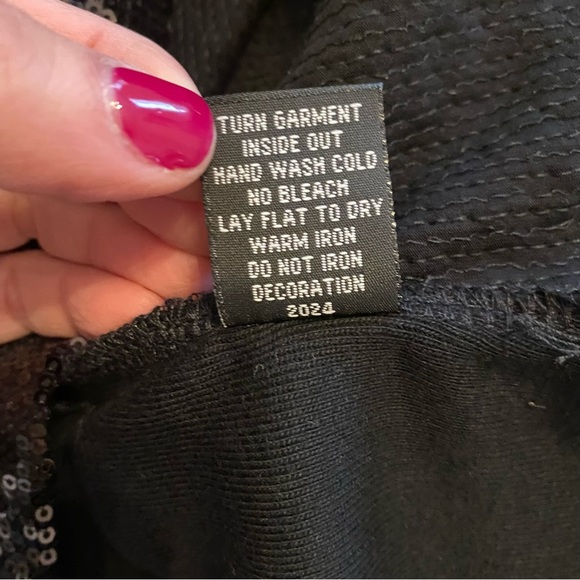 TURN GARMENT
INSIDE OUT
HAND WASH COLD
NO BLEACH
LAY FLAT TO DRY
WARM IRON
DO NOT IRON
DECORATION
2024